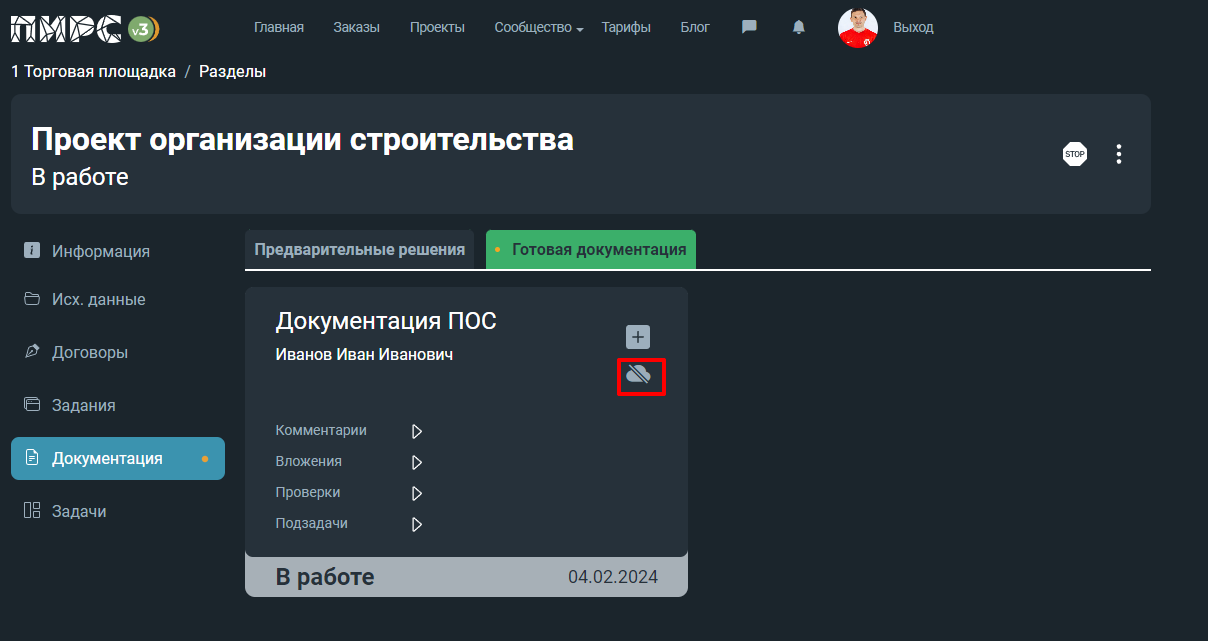 ПИРС v3
Главная Заказы Проекты Сообщество Тарифы Блог Выход
1 Торговая площадка / Разделы
Проект организации строительства
В работе
STOP
Информация
Исх. данные
Договоры
Задания
Документация
Задачи
Предварительные решения Готовая документация
Документация ПОС
Иванов Иван Иванович
Комментарии
Вложения
Проверки
Подзадачи
В работе 04.02.2024